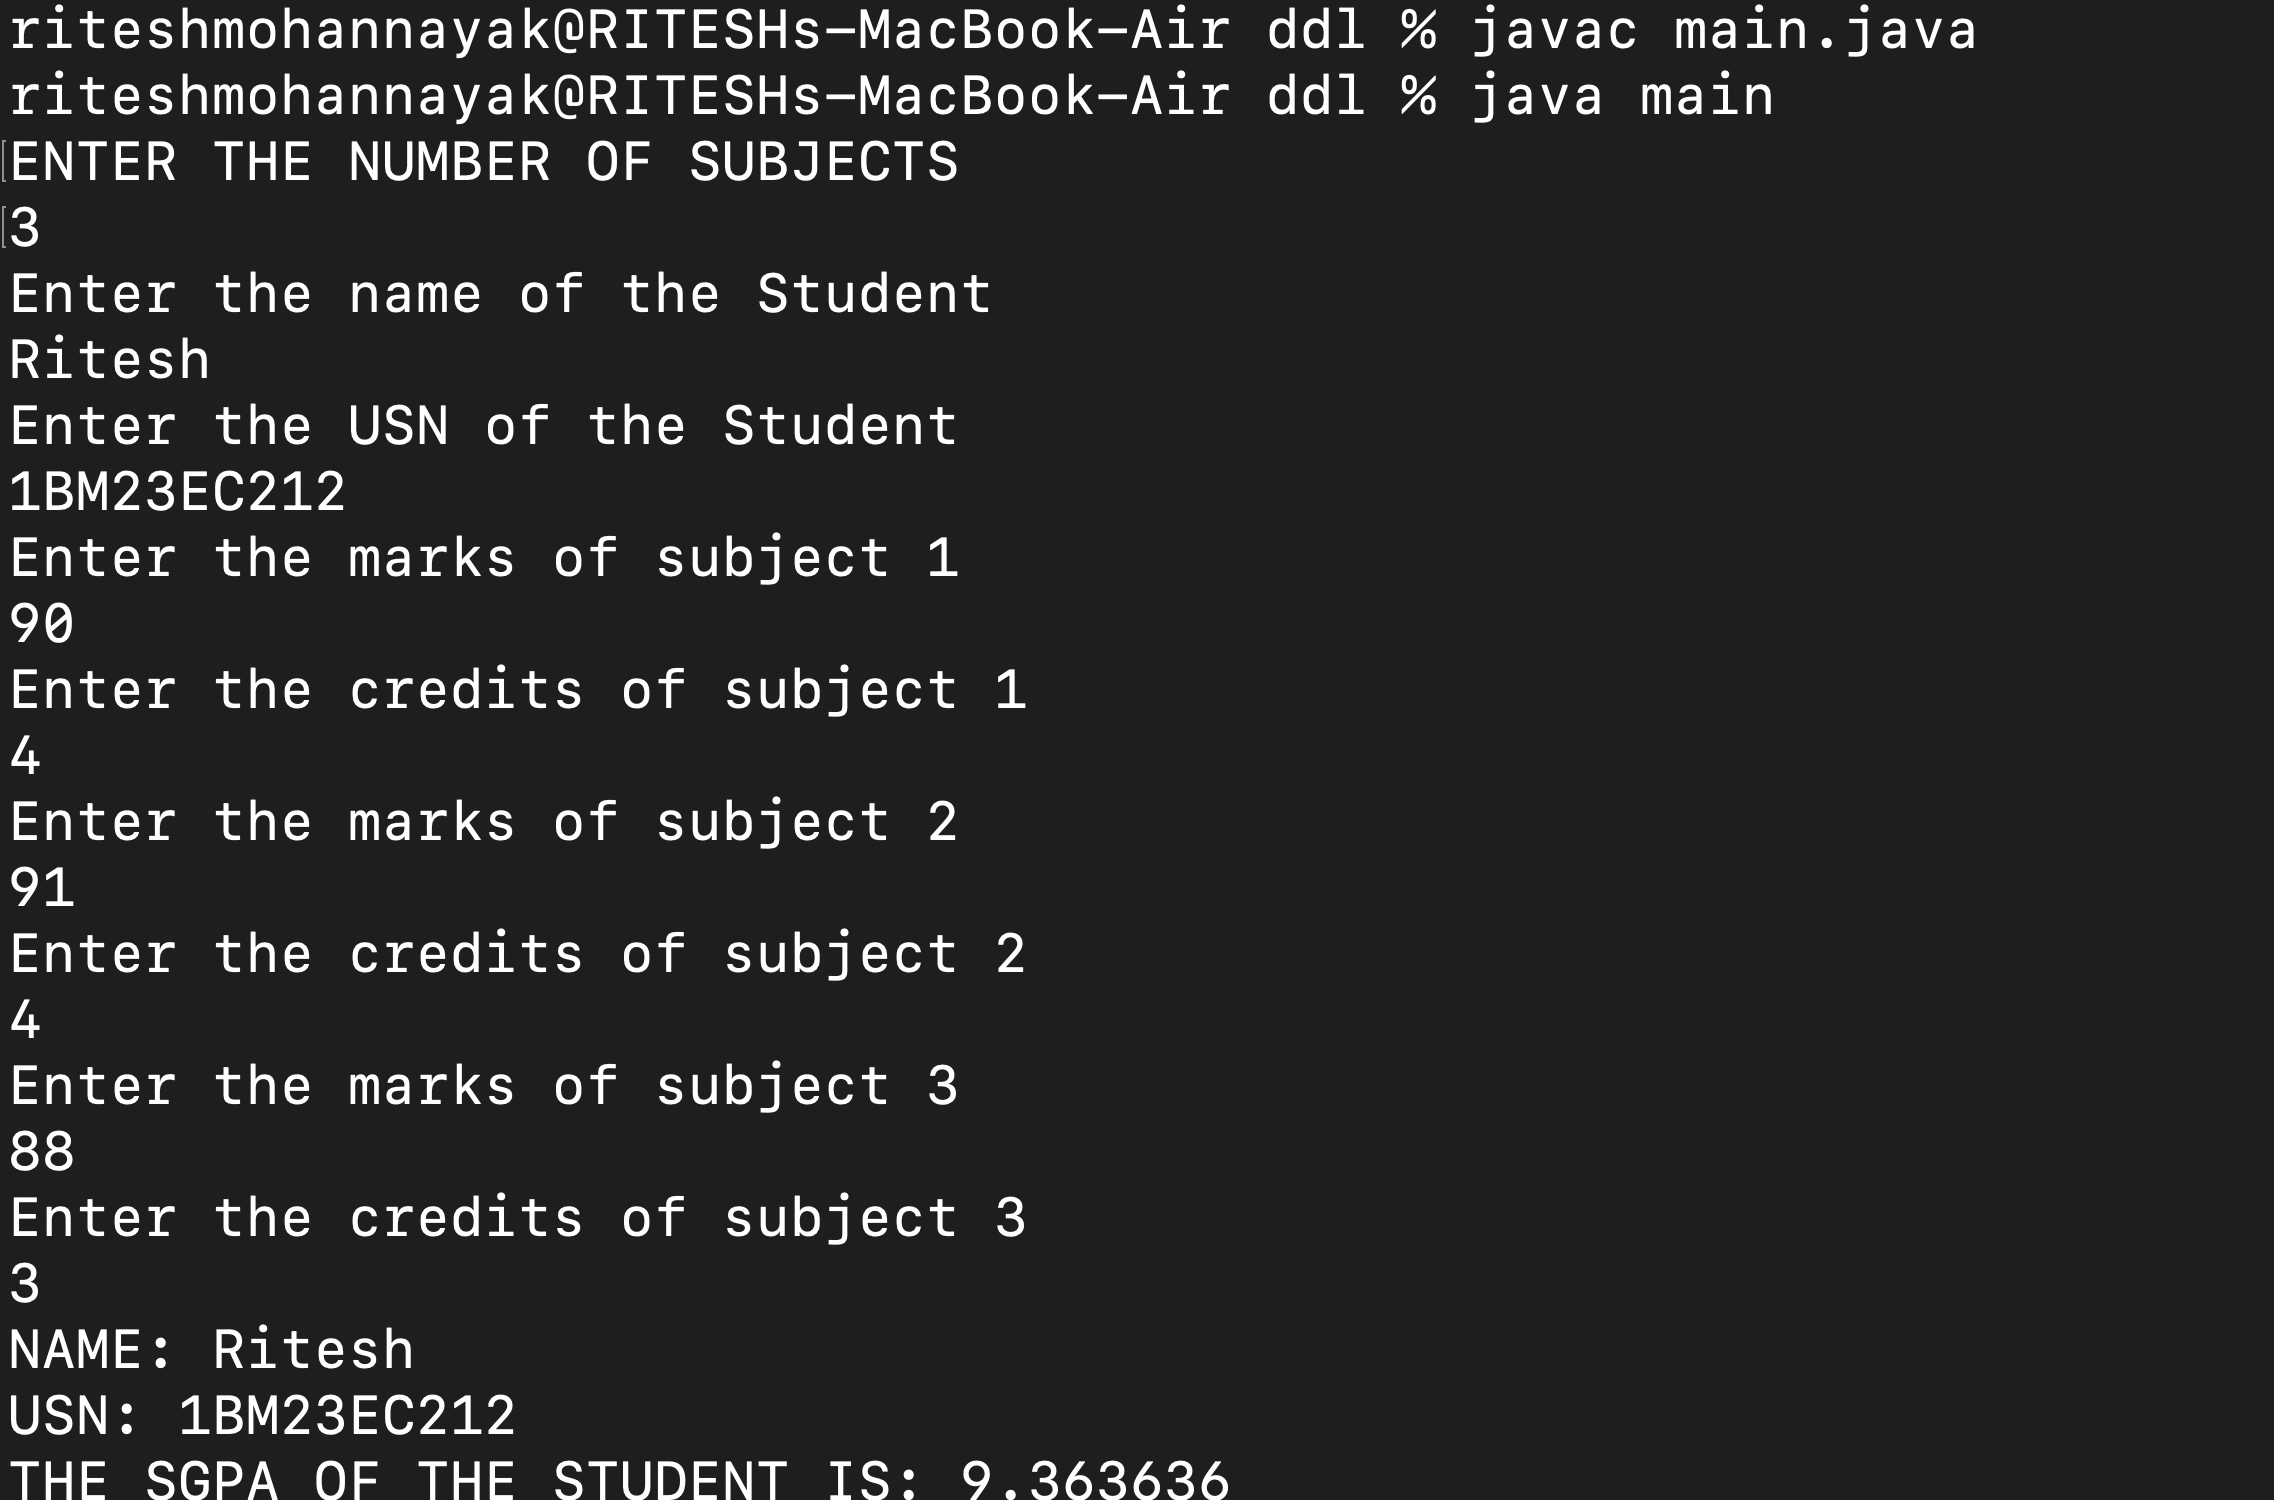 riteshmohannayak@RITESHs-MacBook-Air ddl % javac main.java
riteshmohannayak@RITESHs-MacBook-Air ddl % java main
ENTER THE NUMBER OF SUBJECTS
3
Enter the name of the Student
Ritesh
Enter the USN of the Student
1BM23EC212
Enter the marks of subject 1
90
Enter the credits of subject 1
4
Enter the marks of subject 2
91
Enter the credits of subject 2
4
Enter the marks of subject 3
88
Enter the credits of subject 3
3
NAME: Ritesh
USN: 1BM23EC212
THE SGPA OF THE STUDENT IS: 9.363636